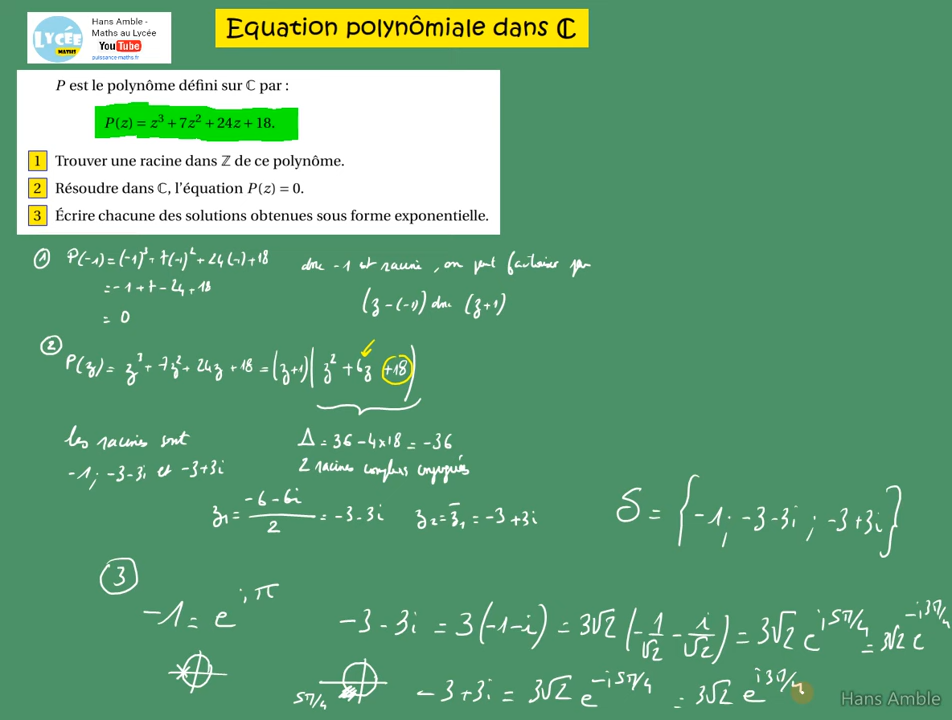 LYCÉE
MATHS
Hans Amble -
Maths au Lycée
YouTube
puissance-maths.fr
Equation polynômiale dans ℂ
P est le polynôme défini sur ℂ par :
P(z) = z³ + 7z² + 24z + 18.
1 Trouver une racine dans ℤ de ce polynôme.
2 Résoudre dans ℂ, l'équation P(z) = 0.
3 Écrire chacune des solutions obtenues sous forme exponentielle.
① P(-1) = (-1)³ + 7(-1)² + 24(-1) + 18
= -1 + 7 - 24 + 18
= 0
donc -1 est racine, on peut factoriser par
(z - (-1)) donc (z+1)
②
P(z) = z³ + 7z² + 24z + 18 = (z+1)(z² + 6z +18)
les racines sont
-1; -3-3i et -3+3i
Δ = 36 - 4×18 = -36
2 racines complexes conjuguées
z₁ = (-6-6i)/2 = -3-3i z₂ = z̄₁ = -3+3i
S = {-1; -3-3i; -3+3i}
③
-1 = e^{iπ}
-3-3i = 3(-1-i) = 3√2(-1/√2 - i/√2) = 3√2 e^{i5π/4} = 3√2 e^{-i3π/4}
5π/4
-3+3i = 3√2 e^{-i5π/4} = 3√2 e^{i3π/4}
Hans Amble